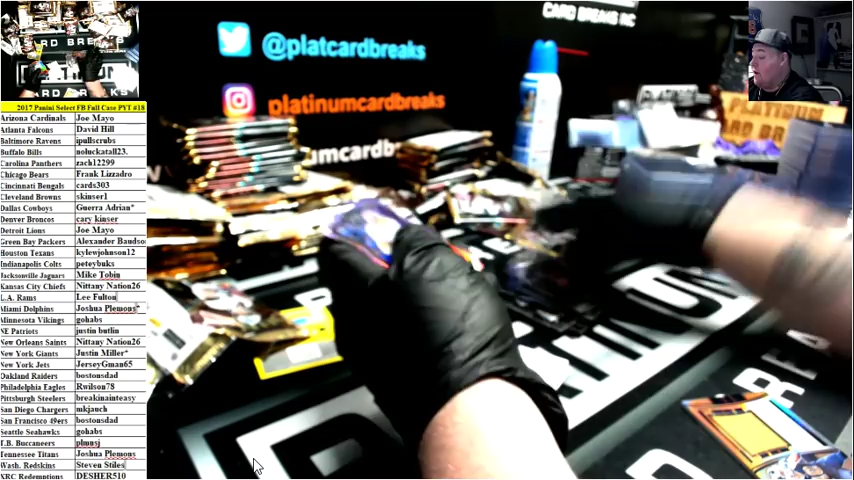 CARD BREAKS
2017 Panini Select FB Full Case PYT #18
Arizona Cardinals Joe Mayo
Atlanta Falcons David Hill
Baltimore Ravens ipullscrubs
Buffalo Bills noluckatall23.
Carolina Panthers zach12299
Chicago Bears Frank Lizzadro
Cincinnati Bengals cards303
Cleveland Browns skinser1
Dallas Cowboys Guerra Adrian*
Denver Broncos cary kinser
Detroit Lions Joe Mayo
Green Bay Packers Alexander Baudso
Houston Texans kylewjohnson12
Indianapolis Colts peteybuks
Jacksonville Jaguars Mike Tobin
Kansas City Chiefs Nittany Nation26
L.A. Rams Lee Fulton
Miami Dolphins Joshua Plemons*
Minnesota Vikings gohabs
NE Patriots justin butlin
New Orleans Saints Nittany Nation26
New York Giants Justin Miller*
New York Jets JerseyGman65
Oakland Raiders bostonsdad
Philadelphia Eagles Rwilson78
Pittsburgh Steelers breakinainteasy
San Diego Chargers mkjauch
San Francisco 49ers bostonsdad
Seattle Seahawks gohabs
T.B. Buccaneers plmusj
Tennessee Titans Joshua Plemons
Wash. Redskins Steven Stiles
XRC Redemptions DESHER510
CARD BREAKS
@platcardbreaks
platinumcardbreaks
PLATINUM